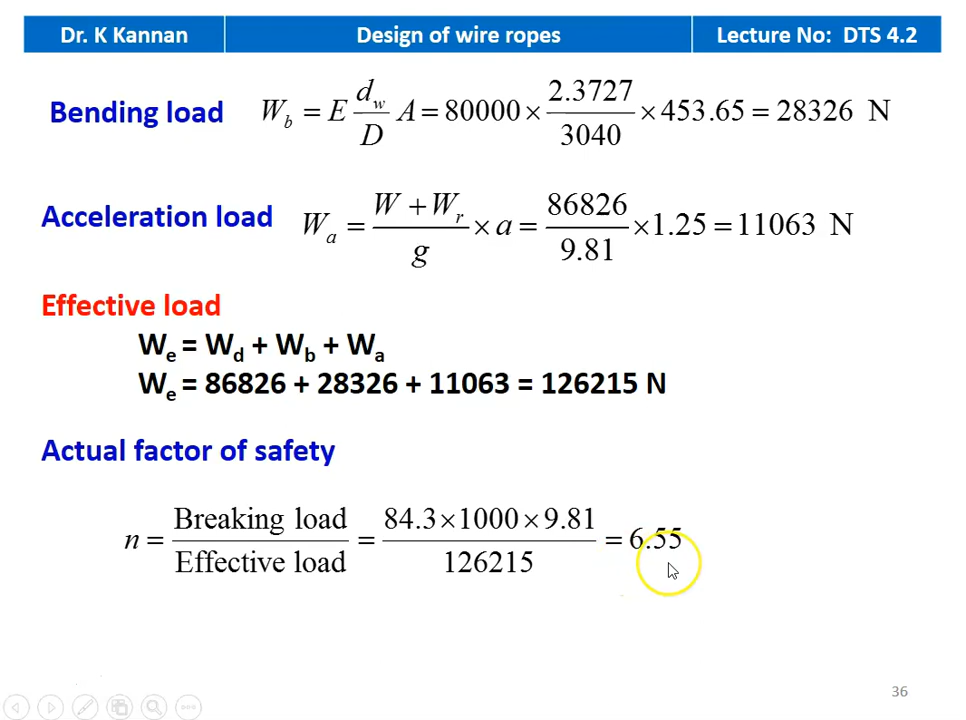 Dr. K Kannan Design of wire ropes Lecture No: DTS 4.2
Bending load W_b = E d_w/D A = 80000 × 2.3727/3040 × 453.65 = 28326 N
Acceleration load W_a = (W + W_r)/g × a = 86826/9.81 × 1.25 = 11063 N
Effective load
W_e = W_d + W_b + W_a
W_e = 86826 + 28326 + 11063 = 126215 N
Actual factor of safety
n = Breaking load/Effective load = 84.3 × 1000 × 9.81/126215 = 6.55
36